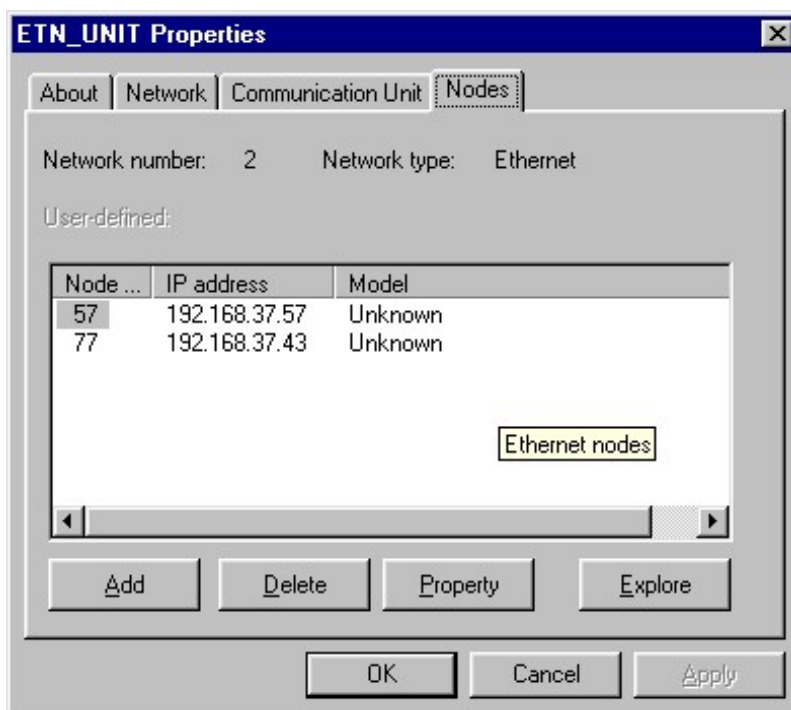 ETN_UNIT Properties
About Network Communication Unit Nodes
Network number: 2 Network type: Ethernet
User-defined:
Node ... IP address Model
57 192.168.37.57 Unknown
77 192.168.37.43 Unknown
Ethernet nodes
Add Delete Property Explore
OK Cancel Apply